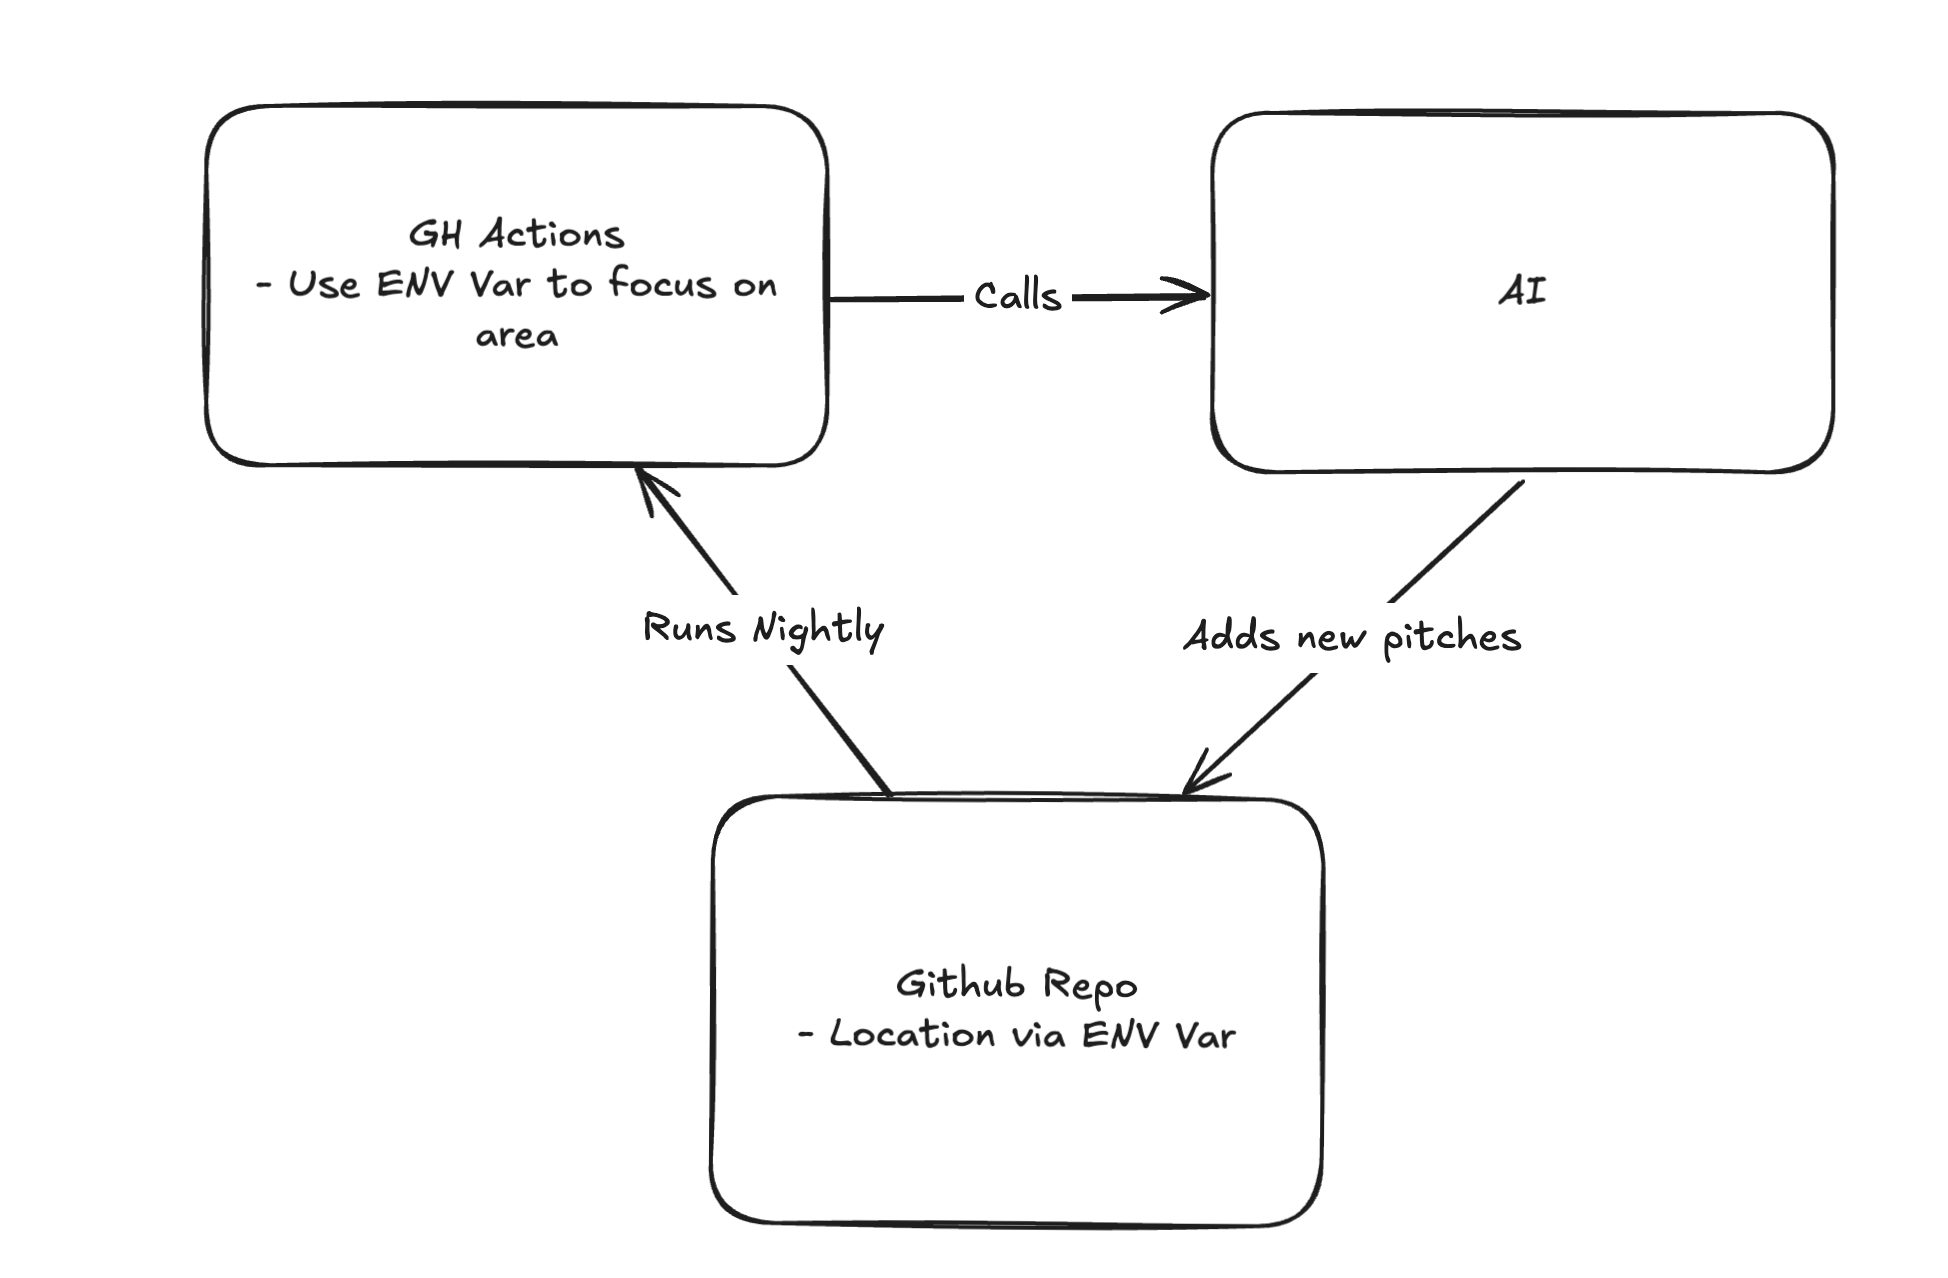 GH Actions
- Use ENV Var to focus on
area
Calls
AI
Runs Nightly
Adds new pitches
Github Repo
- Location via ENV Var